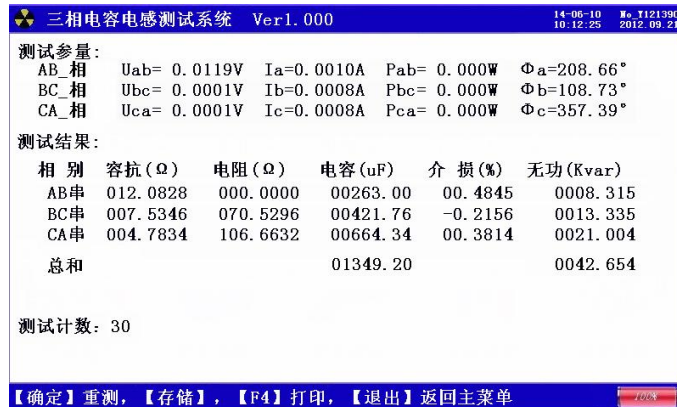 三相电容电感测试系统 Ver1.000 14-06-10 10:12:25 No_T121390 2012.09.21
测试参量:
AB_相 Uab= 0.0119V Ia=0.0010A Pab= 0.000W Φa=208.66°
BC_相 Ubc= 0.0001V Ib=0.0008A Pbc= 0.000W Φb=108.73°
CA_相 Uca= 0.0001V Ic=0.0008A Pca= 0.000W Φc=357.39°
测试结果:
相 别 容抗(Ω) 电阻(Ω) 电容(uF) 介 损(%) 无功(Kvar)
AB串 012.0828 000.0000 00263.00 00.4845 0008.315
BC串 007.5346 070.5296 00421.76 -0.2156 0013.335
CA串 004.7834 106.6632 00664.34 00.3814 0021.004
总和 01349.20 0042.654
测试计数: 30
【确定】重测, 【存储】, 【F4】打印, 【退出】返回主菜单 100%